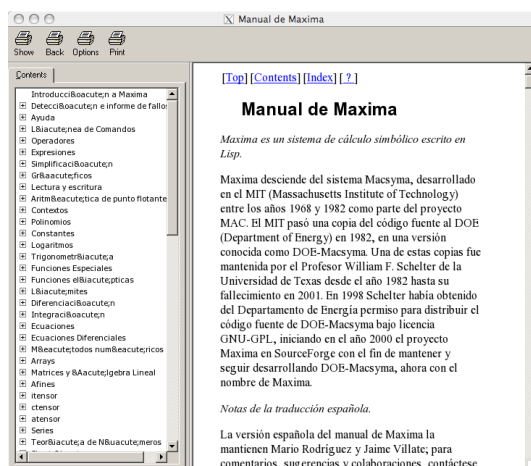 Manual de Maxima
Show Back Options Print
Contents
Introducci&oacute;n a Maxima
Detecci&oacute;n e informe de fallos
Ayuda
L&iacute;nea de Comandos
Operadores
Expresiones
Simplificaci&oacute;n
Gr&aacute;ficos
Lectura y escritura
Aritm&eacute;tica de punto flotante
Contextos
Polinomios
Constantes
Logaritmos
Trigonometr&iacute;a
Funciones Especiales
Funciones el&iacute;pticas
L&iacute;mites
Diferenciaci&oacute;n
Integraci&oacute;n
Ecuaciones
Ecuaciones Diferenciales
M&eacute;todos num&eacute;ricos
Arrays
Matrices y &Aacute;lgebra Lineal
Afines
itensor
ctensor
atensor
Series
Teor&iacute;a de N&uacute;meros
[Top] [Contents] [Index] [ ? ]
Manual de Maxima
Maxima es un sistema de cálculo simbólico escrito en
Lisp.
Maxima desciende del sistema Macsyma, desarrollado
en el MIT (Massachusetts Institute of Technology)
entre los años 1968 y 1982 como parte del proyecto
MAC. El MIT pasó una copia del código fuente al DOE
(Department of Energy) en 1982, en una versión
conocida como DOE-Macsyma. Una de estas copias fue
mantenida por el Profesor William F. Schelter de la
Universidad de Texas desde el año 1982 hasta su
fallecimiento en 2001. En 1998 Schelter había obtenido
del Departamento de Energía permiso para distribuir el
código fuente de DOE-Macsyma bajo licencia
GNU-GPL, iniciando en el año 2000 el proyecto
Maxima en SourceForge con el fin de mantener y
seguir desarrollando DOE-Macsyma, ahora con el
nombre de Maxima.
Notas de la traducción española.
La versión española del manual de Maxima la
mantienen Mario Rodríguez y Jaime Villate; para
comentarios, sugerencias y colaboraciones, contáctese